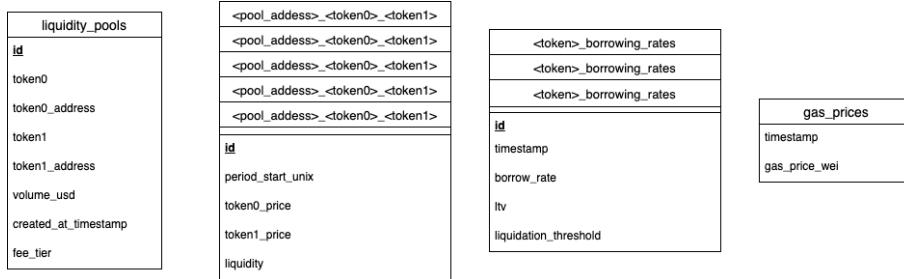 liquidity_pools
id
token0
token0_address
token1
token1_address
volume_usd
created_at_timestamp
fee_tier
<pool_addess>_<token0>_<token1>
<pool_addess>_<token0>_<token1>
<pool_addess>_<token0>_<token1>
<pool_addess>_<token0>_<token1>
<pool_addess>_<token0>_<token1>
id
period_start_unix
token0_price
token1_price
liquidity
<token>_borrowing_rates
<token>_borrowing_rates
<token>_borrowing_rates
id
timestamp
borrow_rate
ltv
liquidation_threshold
gas_prices
timestamp
gas_price_wei